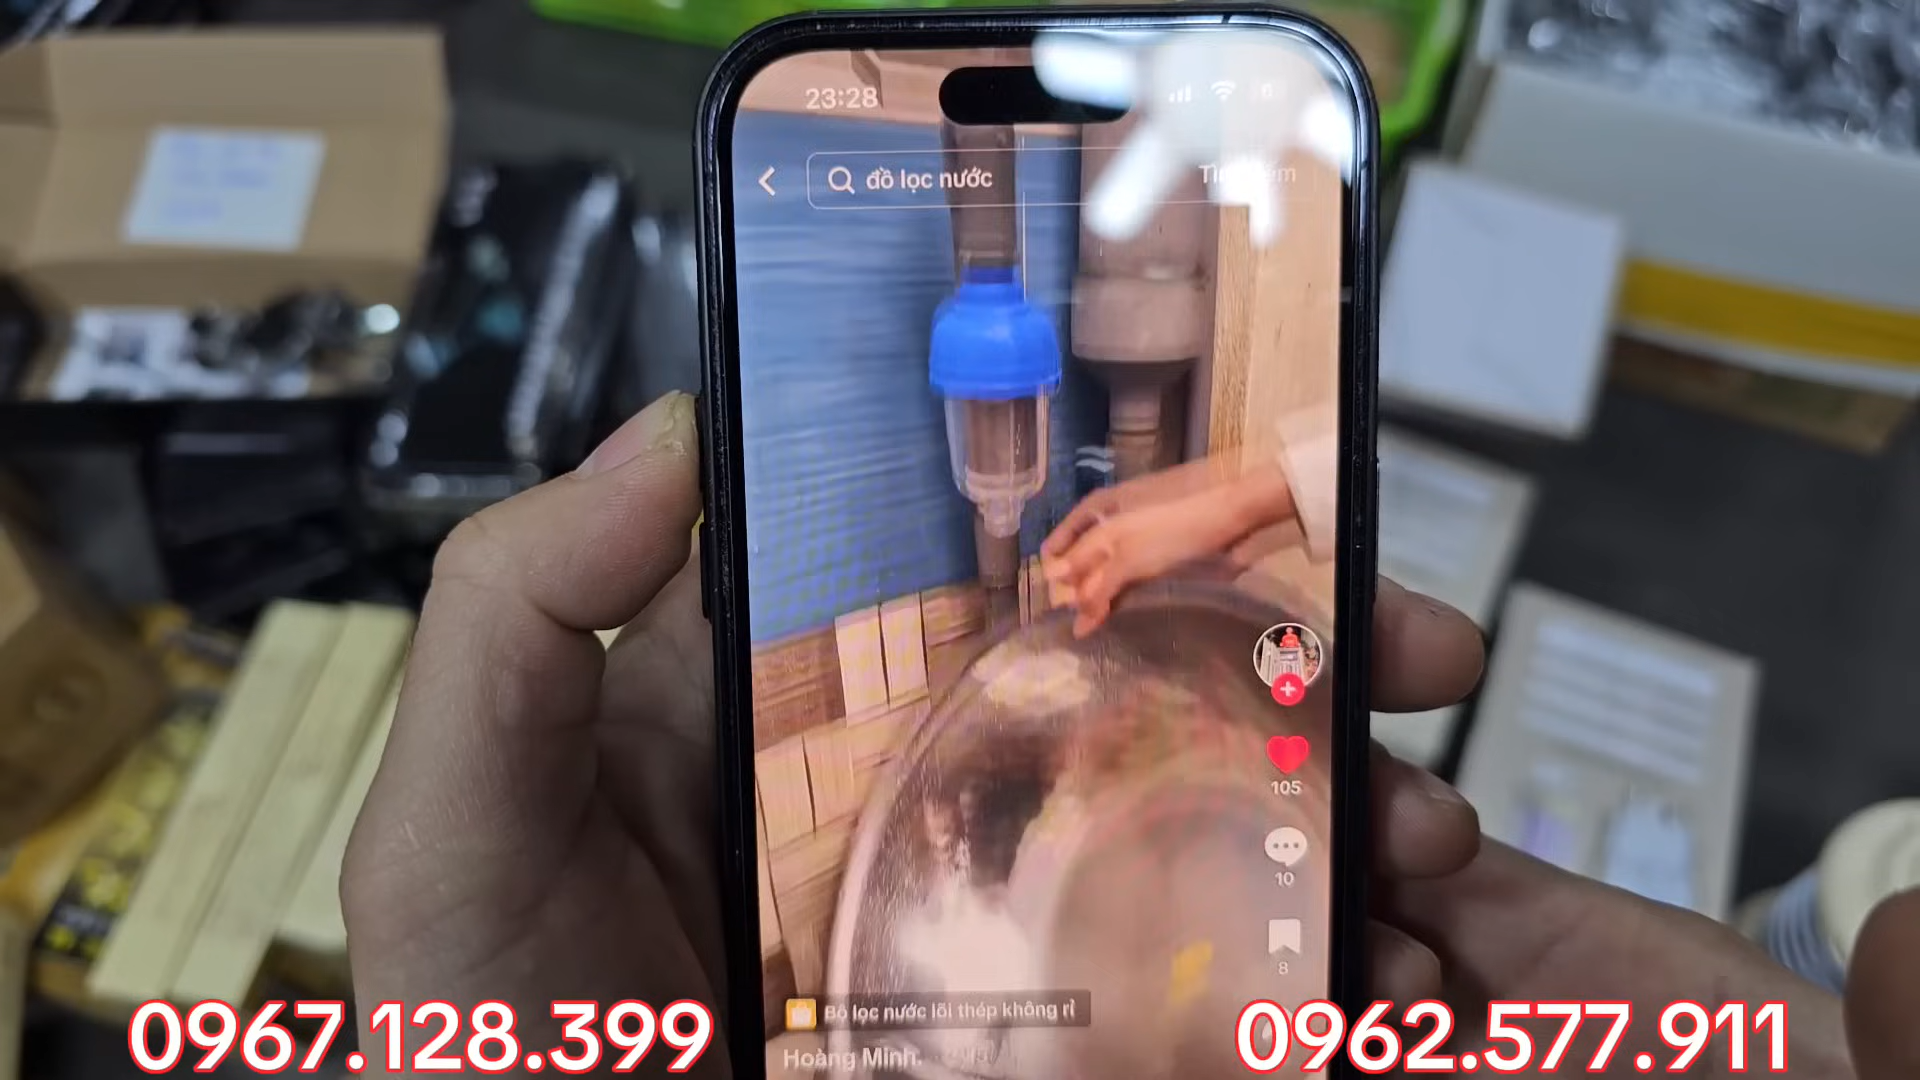 23:28
đồ lọc nước
105
10
8
Bộ lọc nước lõi thép không rỉ
Hoàng Minh.
0967.128.399
0962.577.911